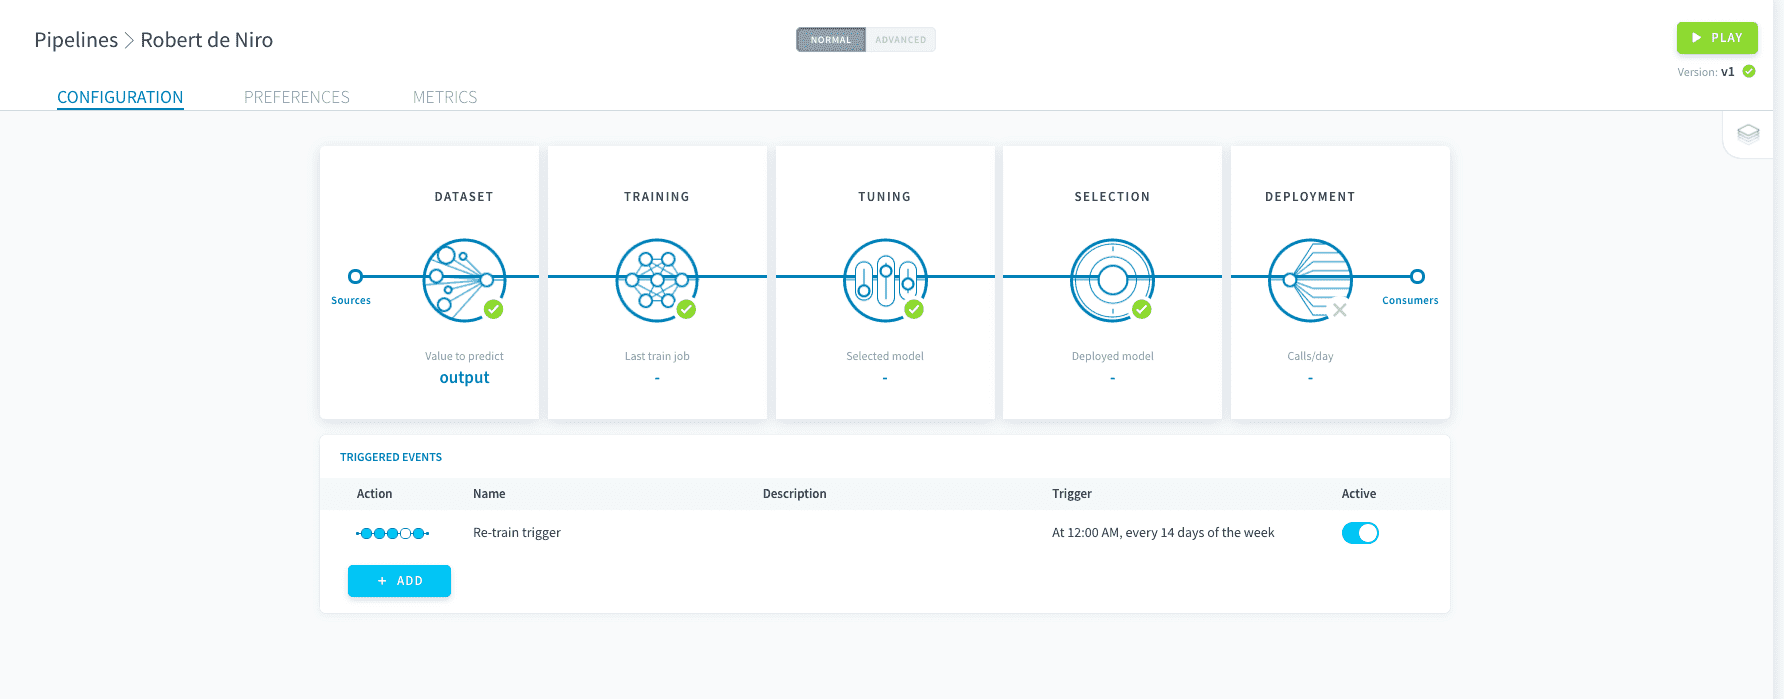 Pipelines > Robert de Niro
NORMAL ADVANCED
PLAY
Version: v1
CONFIGURATION PREFERENCES METRICS
DATASET TRAINING TUNING SELECTION DEPLOYMENT
Sources Consumers
Value to predict Last train job Selected model Deployed model Calls/day
output - - - -
TRIGGERED EVENTS
Action Name Description Trigger Active
Re-train trigger At 12:00 AM, every 14 days of the week
+ ADD